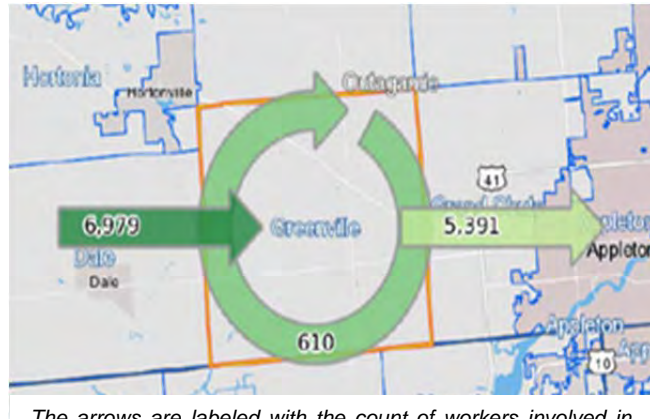 Outagamie
Hortonia
Hortonville
41
6,979
Greenville
5,391
Appleton
Dale
Dale
610
Appleton
10
The arrows are labeled with the count of workers involved in